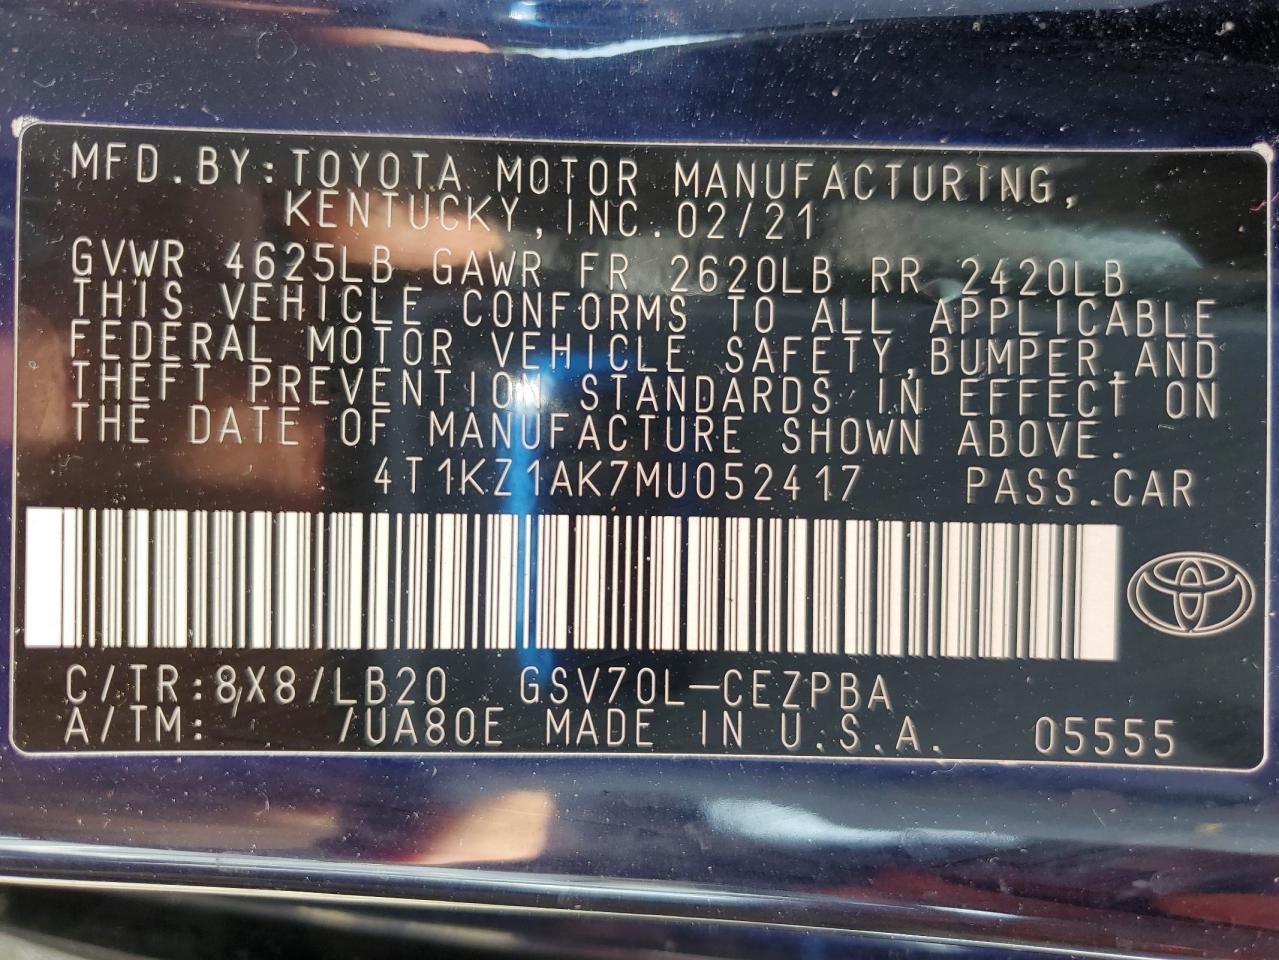 MFD.BY:TOYOTA MOTOR MANUFACTURING,
KENTUCKY, INC. 02/21
GVWR 4625LB GAWR FR 2620LB RR 2420LB
THIS VEHICLE CONFORMS TO ALL APPLICABLE
FEDERAL MOTOR VEHICLE SAFETY,BUMPER,AND
THEFT PREVENTION STANDARDS IN EFFECT ON
THE DATE OF MANUFACTURE SHOWN ABOVE.
4T1KZ1AK7MU052417 PASS.CAR
C/TR:8X8/LB20 GSV70L-CEZPBA
A/TM: /UA80E MADE IN U.S.A. 05555